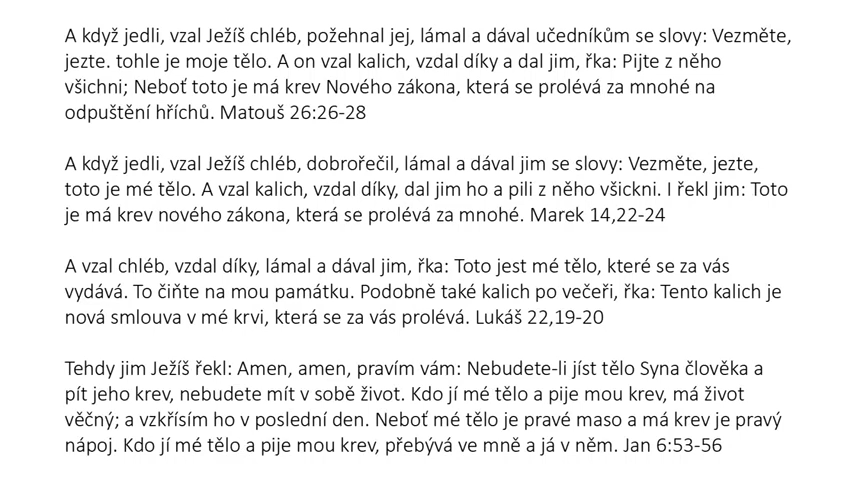 A když jedli, vzal Ježíš chléb, požehnal jej, lámal a dával učedníkům se slovy: Vezměte,
jezte. tohle je moje tělo. A on vzal kalich, vzdal díky a dal jim, řka: Pijte z něho
všichni; Neboť toto je má krev Nového zákona, která se prolévá za mnohé na
odpuštění hříchů. Matouš 26:26-28
A když jedli, vzal Ježíš chléb, dobrořečil, lámal a dával jim se slovy: Vezměte, jezte,
toto je mé tělo. A vzal kalich, vzdal díky, dal jim ho a pili z něho všickni. I řekl jim: Toto
je má krev nového zákona, která se prolévá za mnohé. Marek 14,22-24
A vzal chléb, vzdal díky, lámal a dával jim, řka: Toto jest mé tělo, které se za vás
vydává. To čiňte na mou památku. Podobně také kalich po večeři, řka: Tento kalich je
nová smlouva v mé krvi, která se za vás prolévá. Lukáš 22,19-20
Tehdy jim Ježíš řekl: Amen, amen, pravím vám: Nebudete-li jíst tělo Syna člověka a
pít jeho krev, nebudete mít v sobě život. Kdo jí mé tělo a pije mou krev, má život
věčný; a vzkřísím ho v poslední den. Neboť mé tělo je pravé maso a má krev je pravý
nápoj. Kdo jí mé tělo a pije mou krev, přebývá ve mně a já v něm. Jan 6:53-56